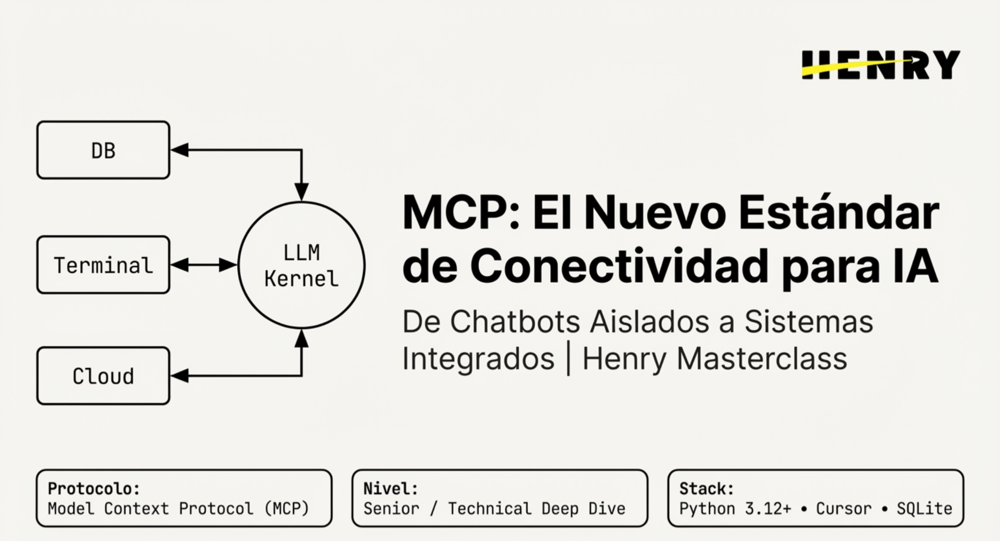 HENRY
DB
Terminal
Cloud
LLM
Kernel
MCP: El Nuevo Estándar
de Conectividad para IA
De Chatbots Aislados a Sistemas
Integrados | Henry Masterclass
Protocolo:
Model Context Protocol (MCP)
Nivel:
Senior / Technical Deep Dive
Stack:
Python 3.12+ • Cursor • SQLite